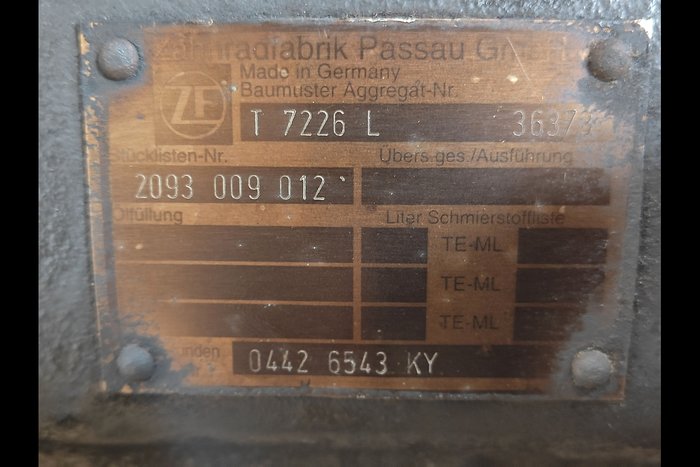 Passau
ZF
Made in Germany
Baumuster Aggregat-Nr.
T 7226 L
Stücklisten-Nr. Übers.ges./Ausführung
2093 009 012
Ölfüllung Liter Schmierstoffliste
TE-ML
TE-ML
TE-ML
0442 6543 KY